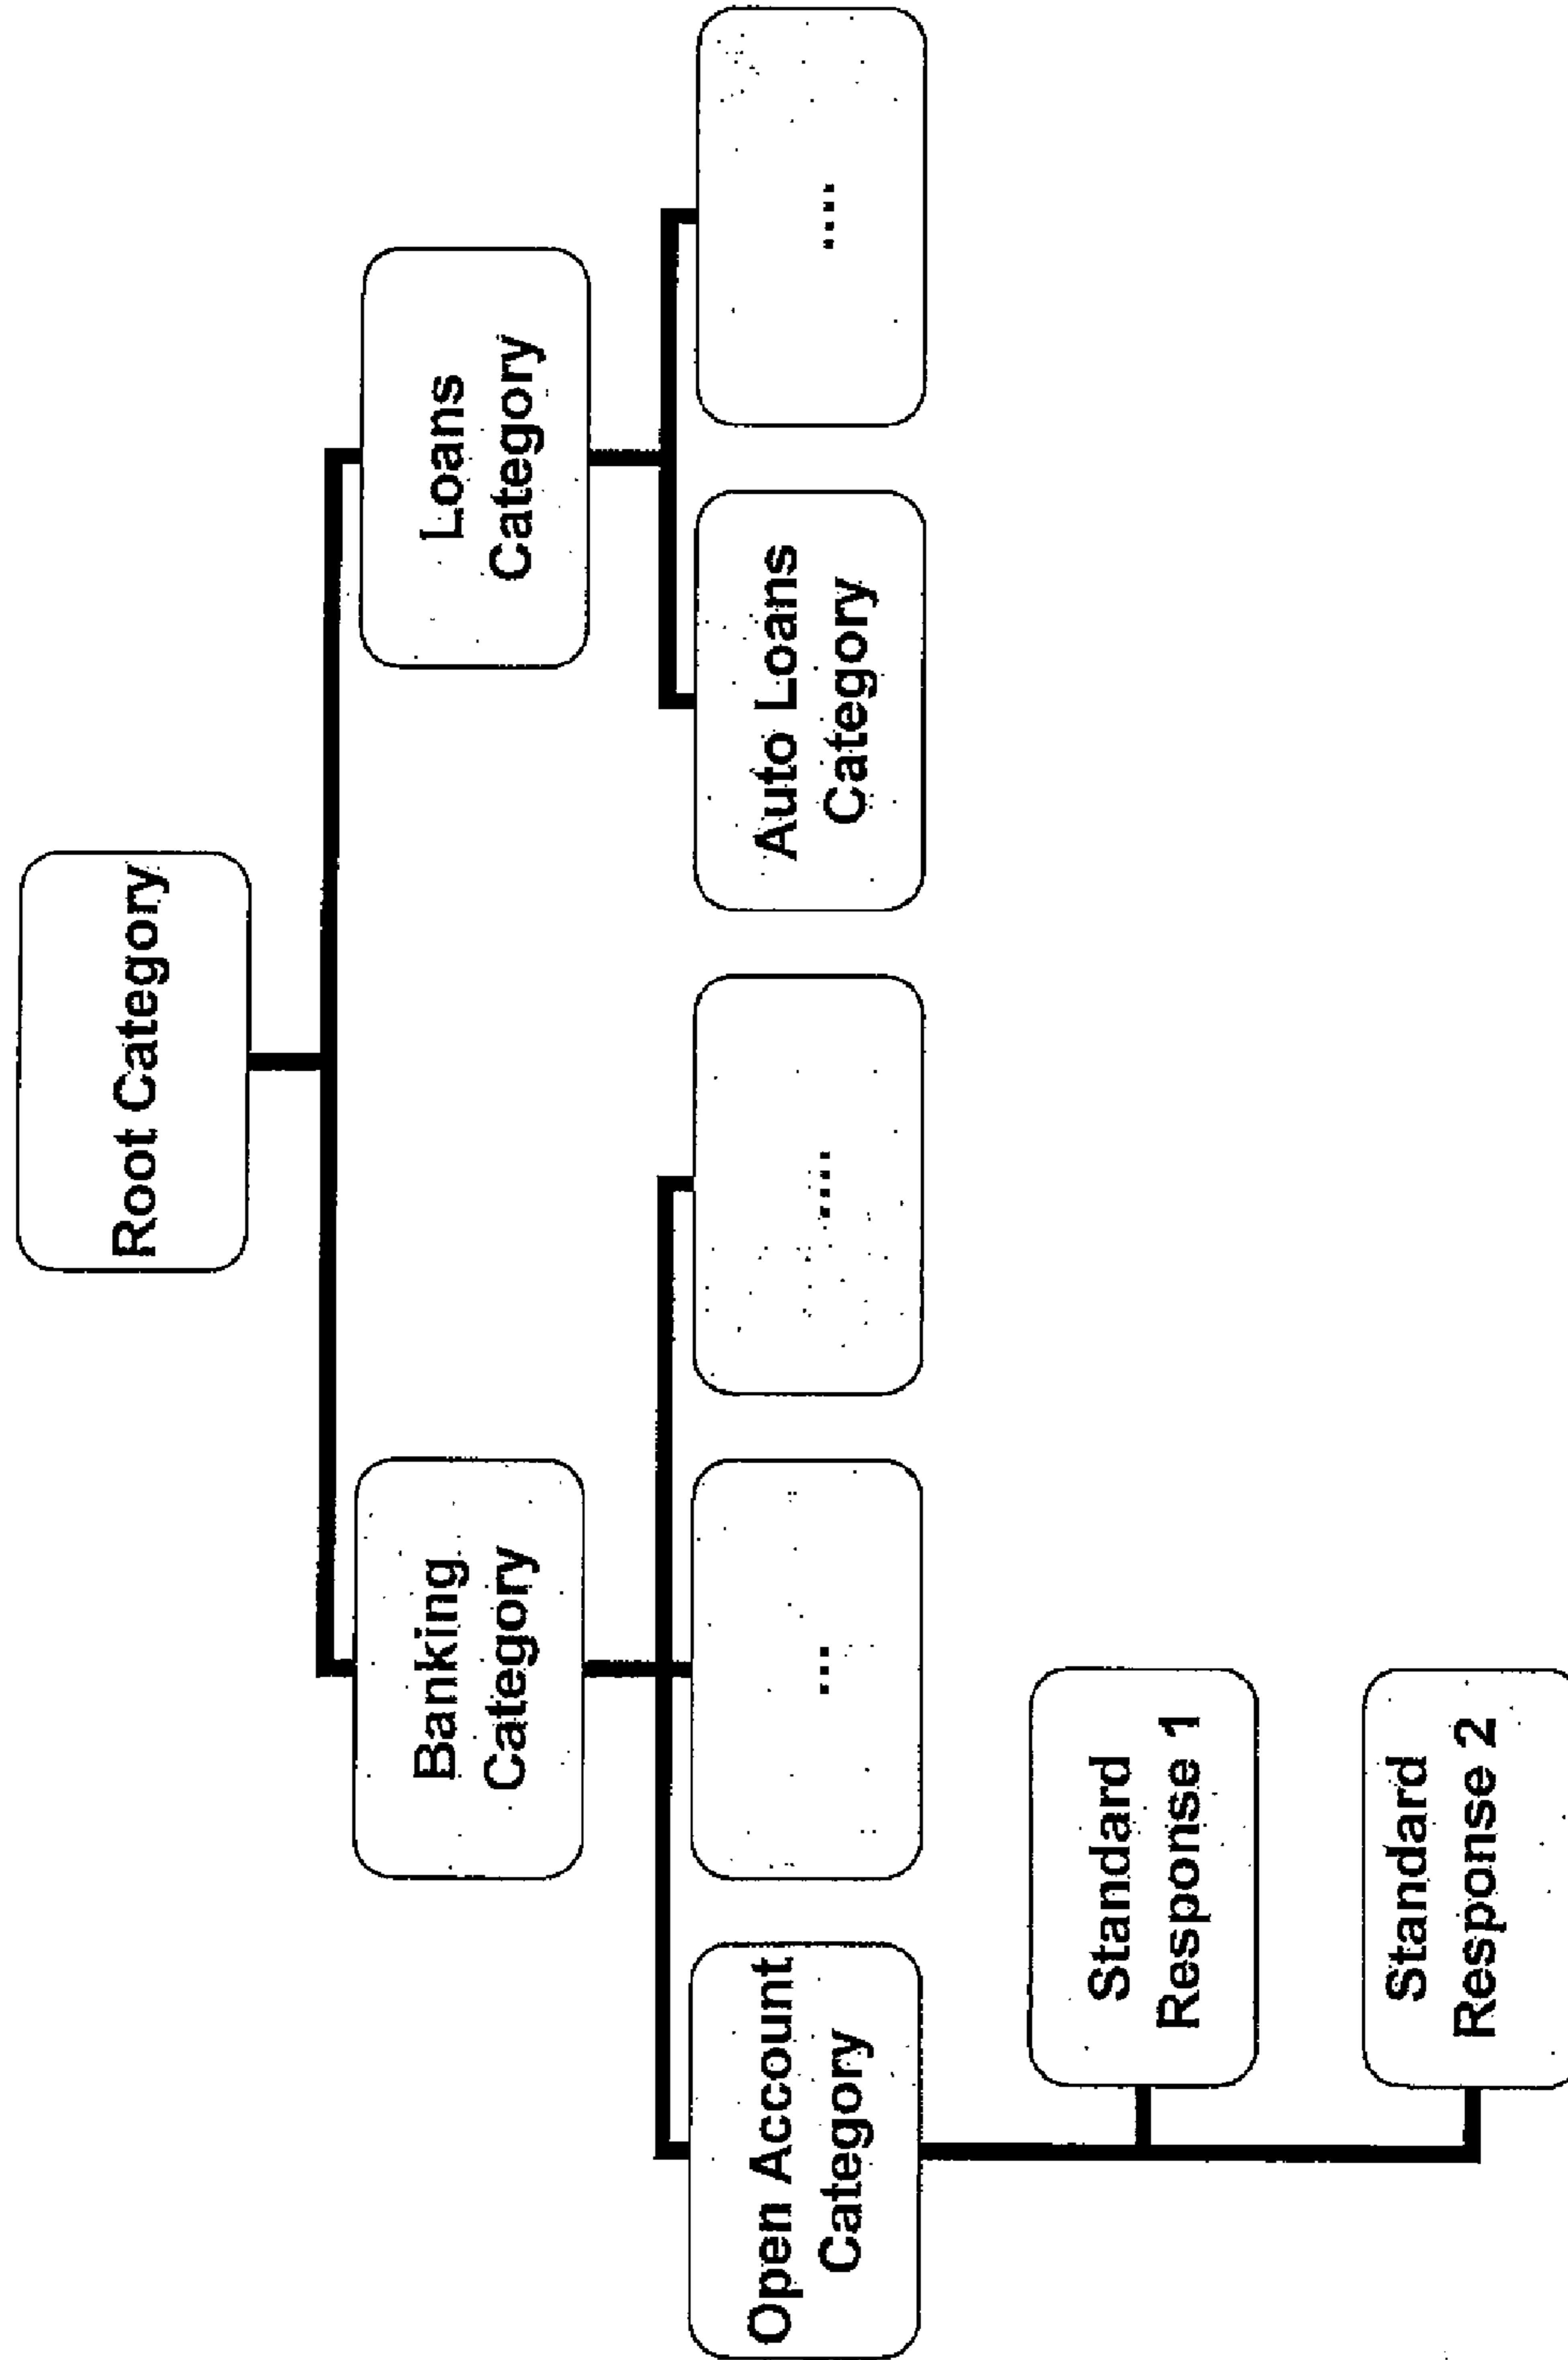 Root Category
Banking
Category
Loans
Category
Open Account
Category
...
....
Auto Loans
Category
....
Standard
Response 1
Standard
Response 2